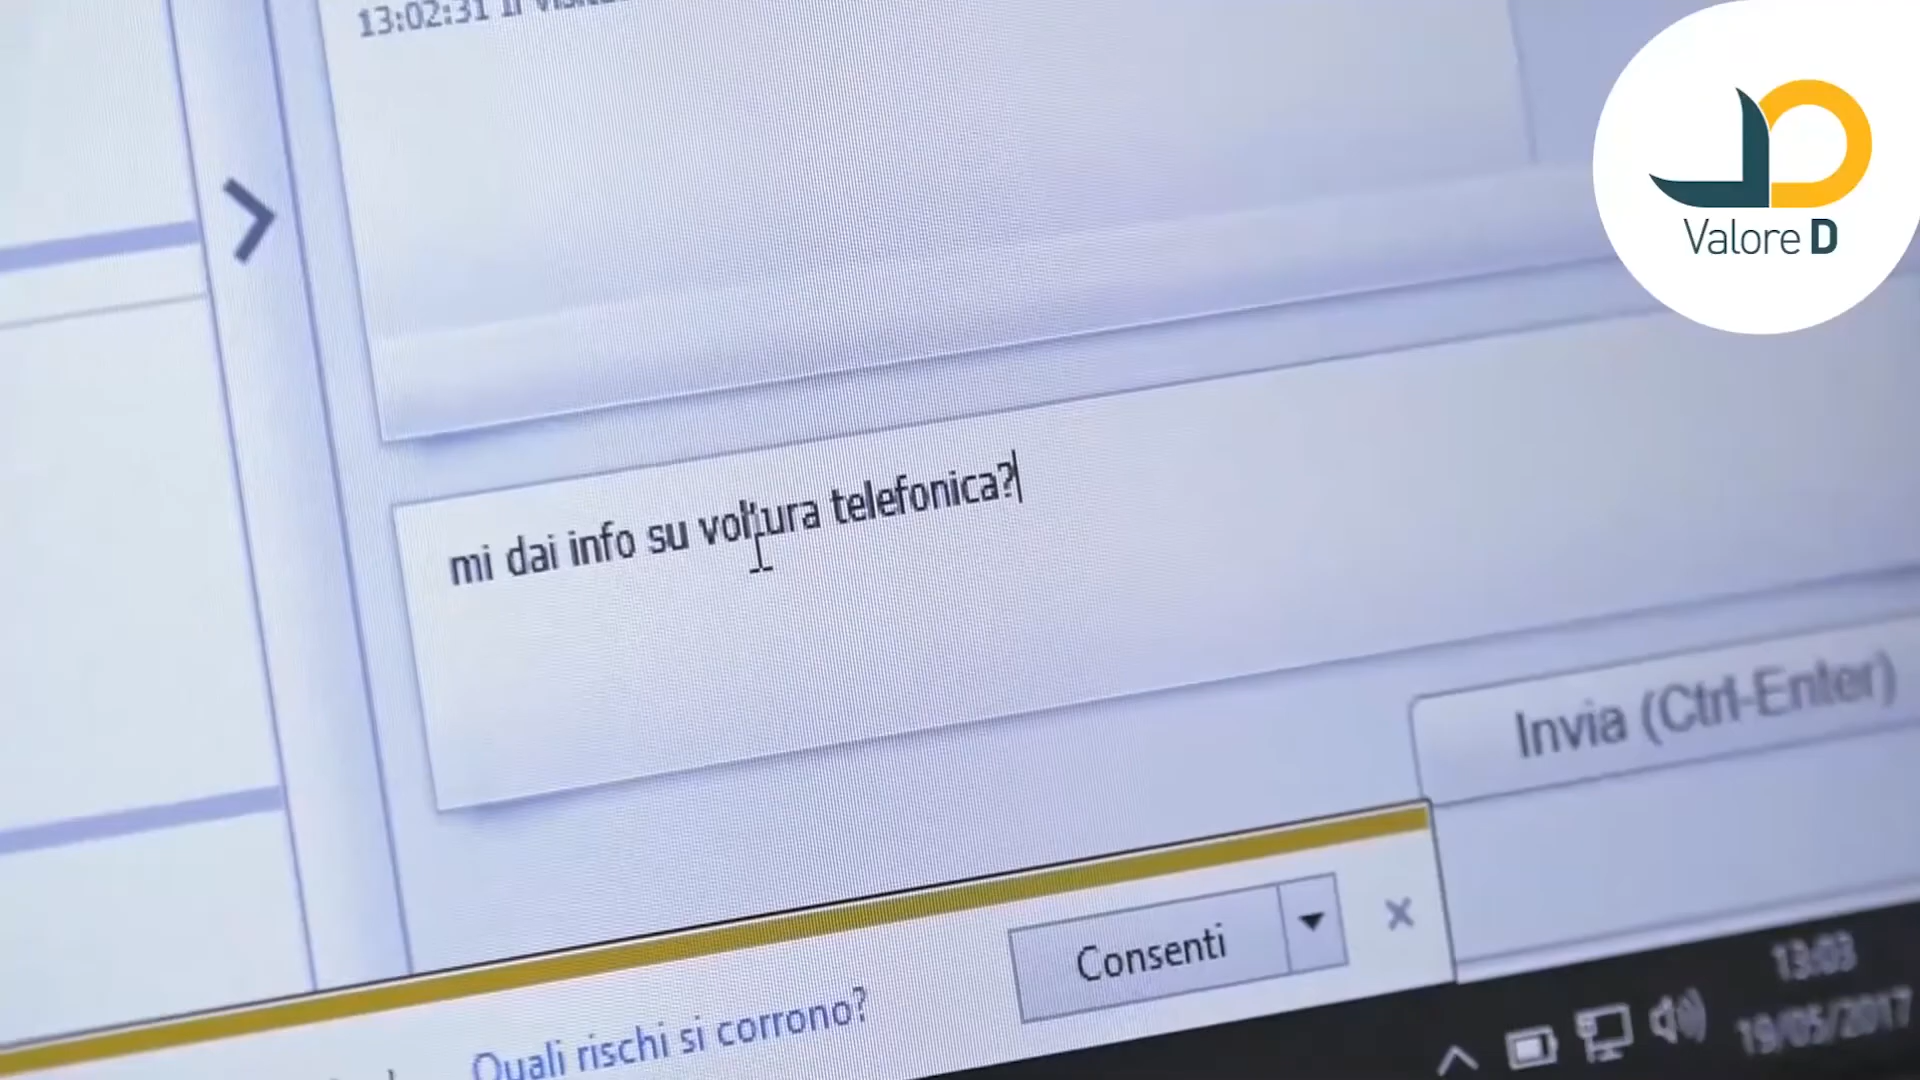 13:02:31 Il
Valore D
mi dai info su voltura telefonica?
Invia (Ctrl-Enter)
Consenti
Quali rischi si corrono?
13:03
19/05/2017